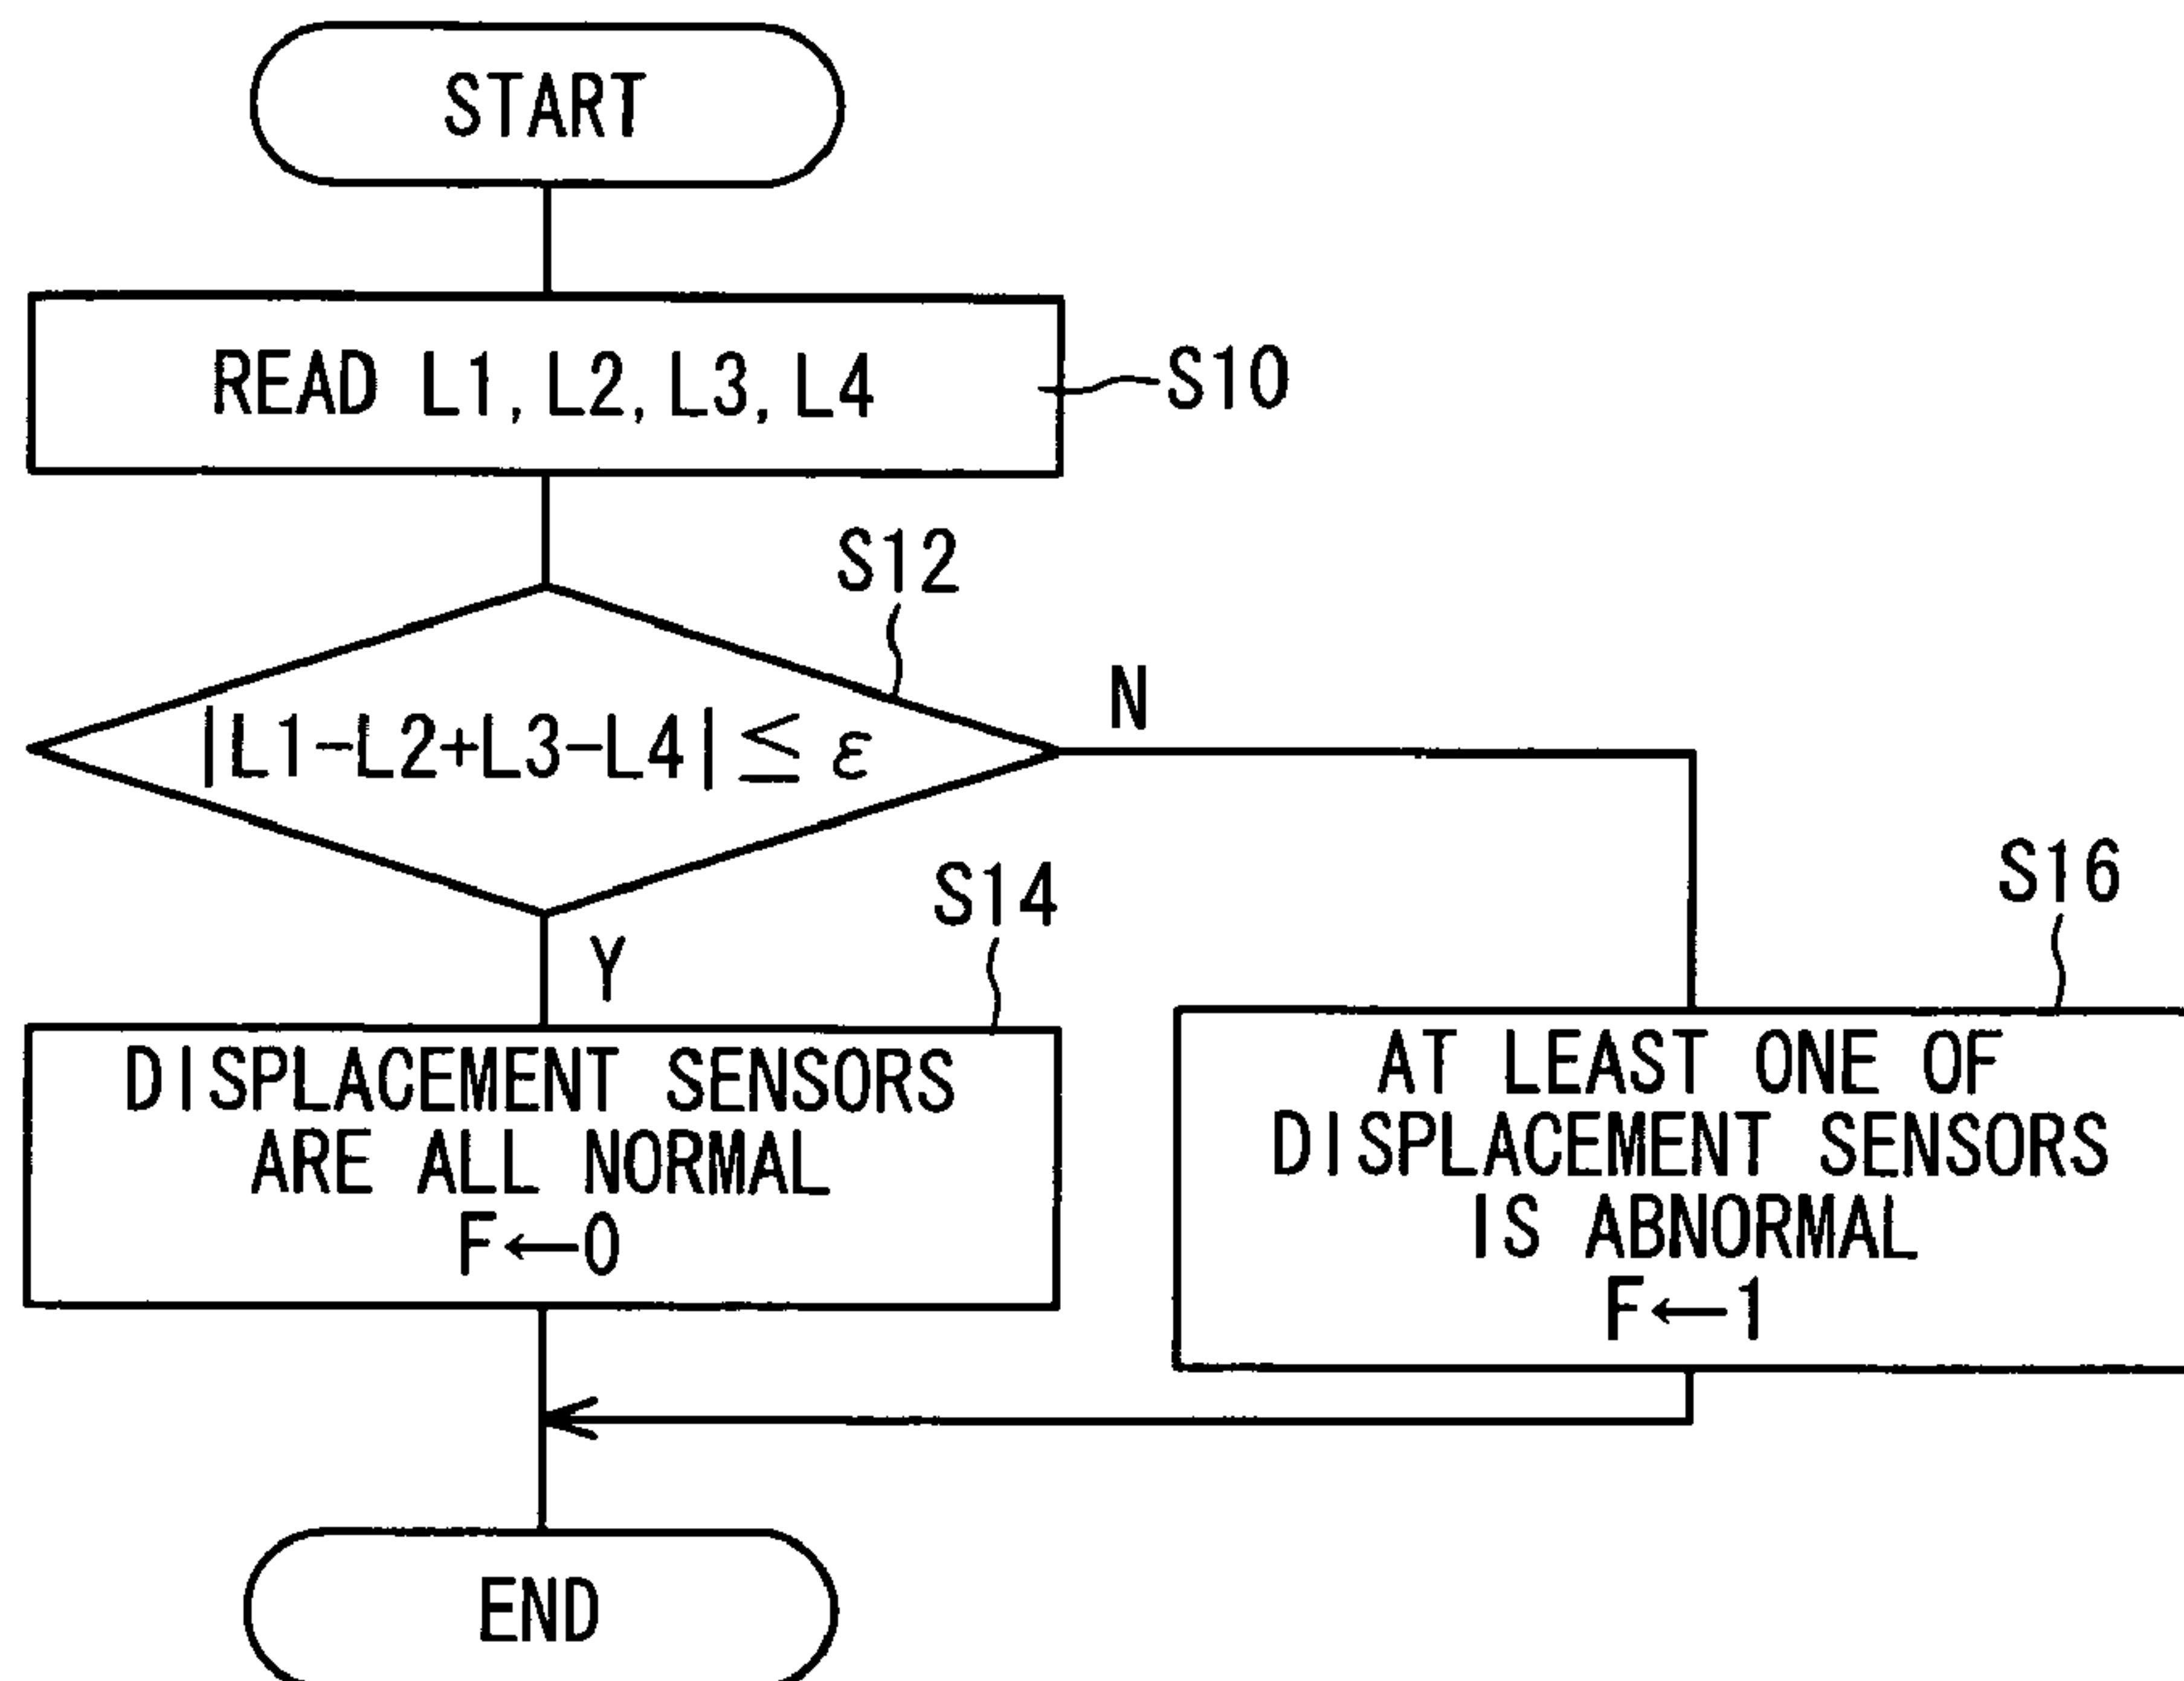 START
READ L1, L2, L3, L4
S10
S12
|L1-L2+L3-L4|≦ ε
N
Y
S14
DISPLACEMENT SENSORS
ARE ALL NORMAL
F←0
S16
AT LEAST ONE OF
DISPLACEMENT SENSORS
IS ABNORMAL
F←1
END